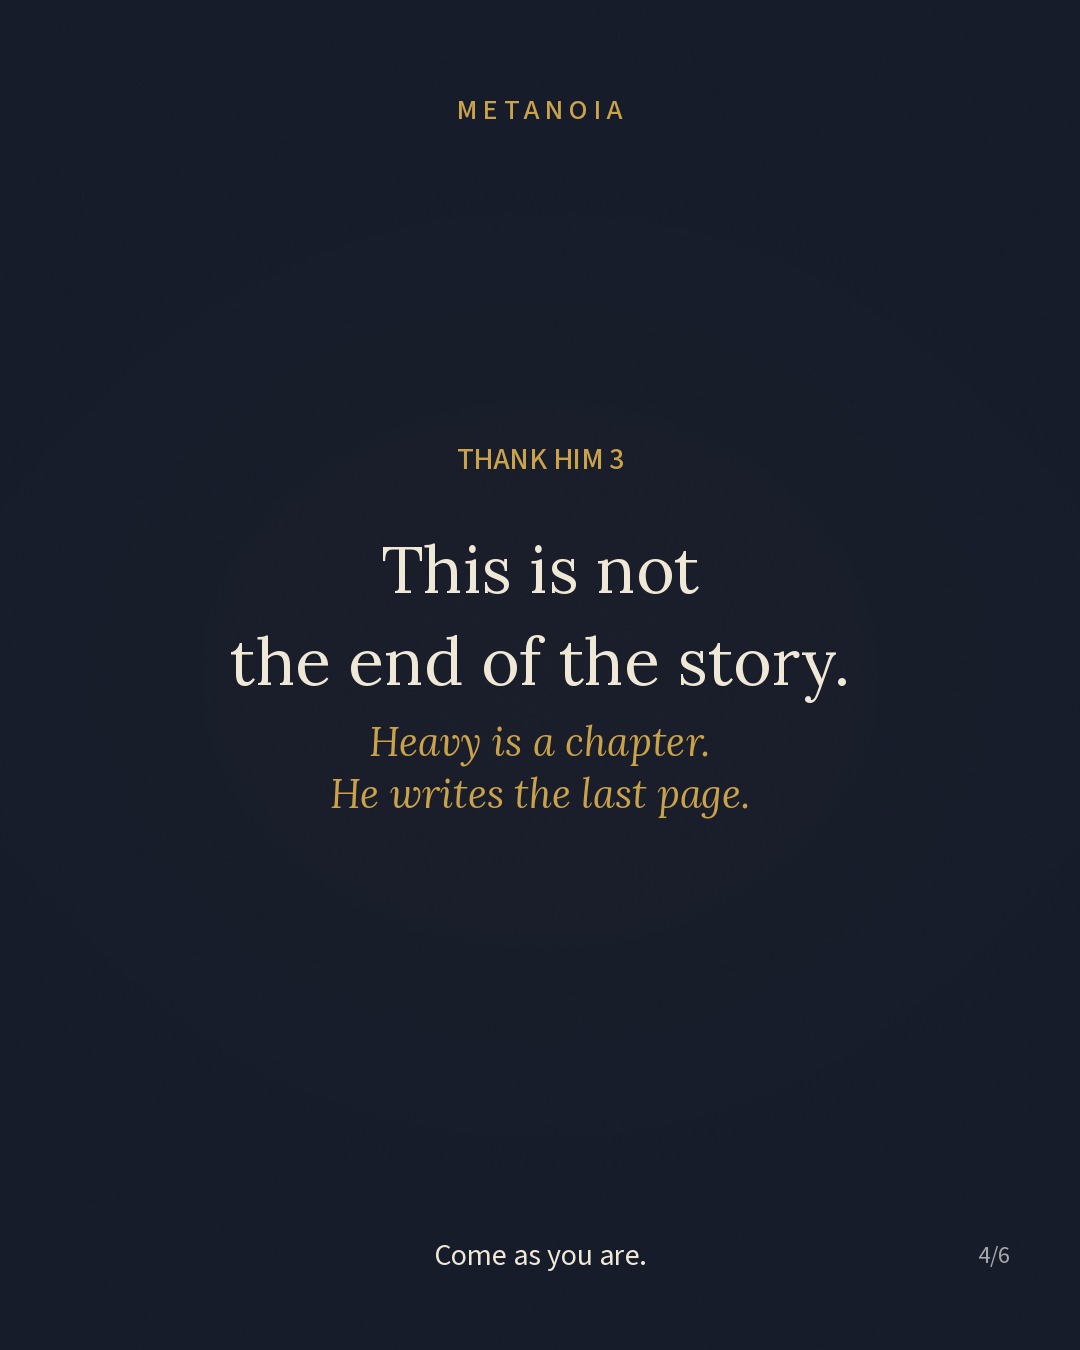 METANOIA
THANK HIM 3
This is not
the end of the story.
Heavy is a chapter.
He writes the last page.
Come as you are.
4/6